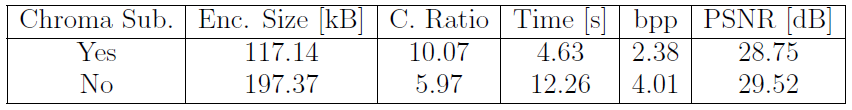 Chroma Sub. Enc. Size [kB] C. Ratio Time [s] bpp PSNR [dB]
Yes 117.14 10.07 4.63 2.38 28.75
No 197.37 5.97 12.26 4.01 29.52